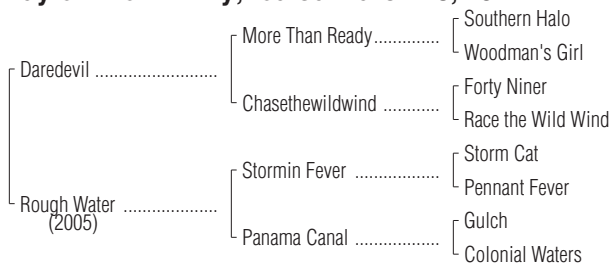 Southern Halo
More Than Ready
Woodman's Girl
Daredevil
Forty Niner
Chasethewildwind
Race the Wild Wind
Storm Cat
Stormin Fever
Pennant Fever
Rough Water
(2005)
Gulch
Panama Canal
Colonial Waters